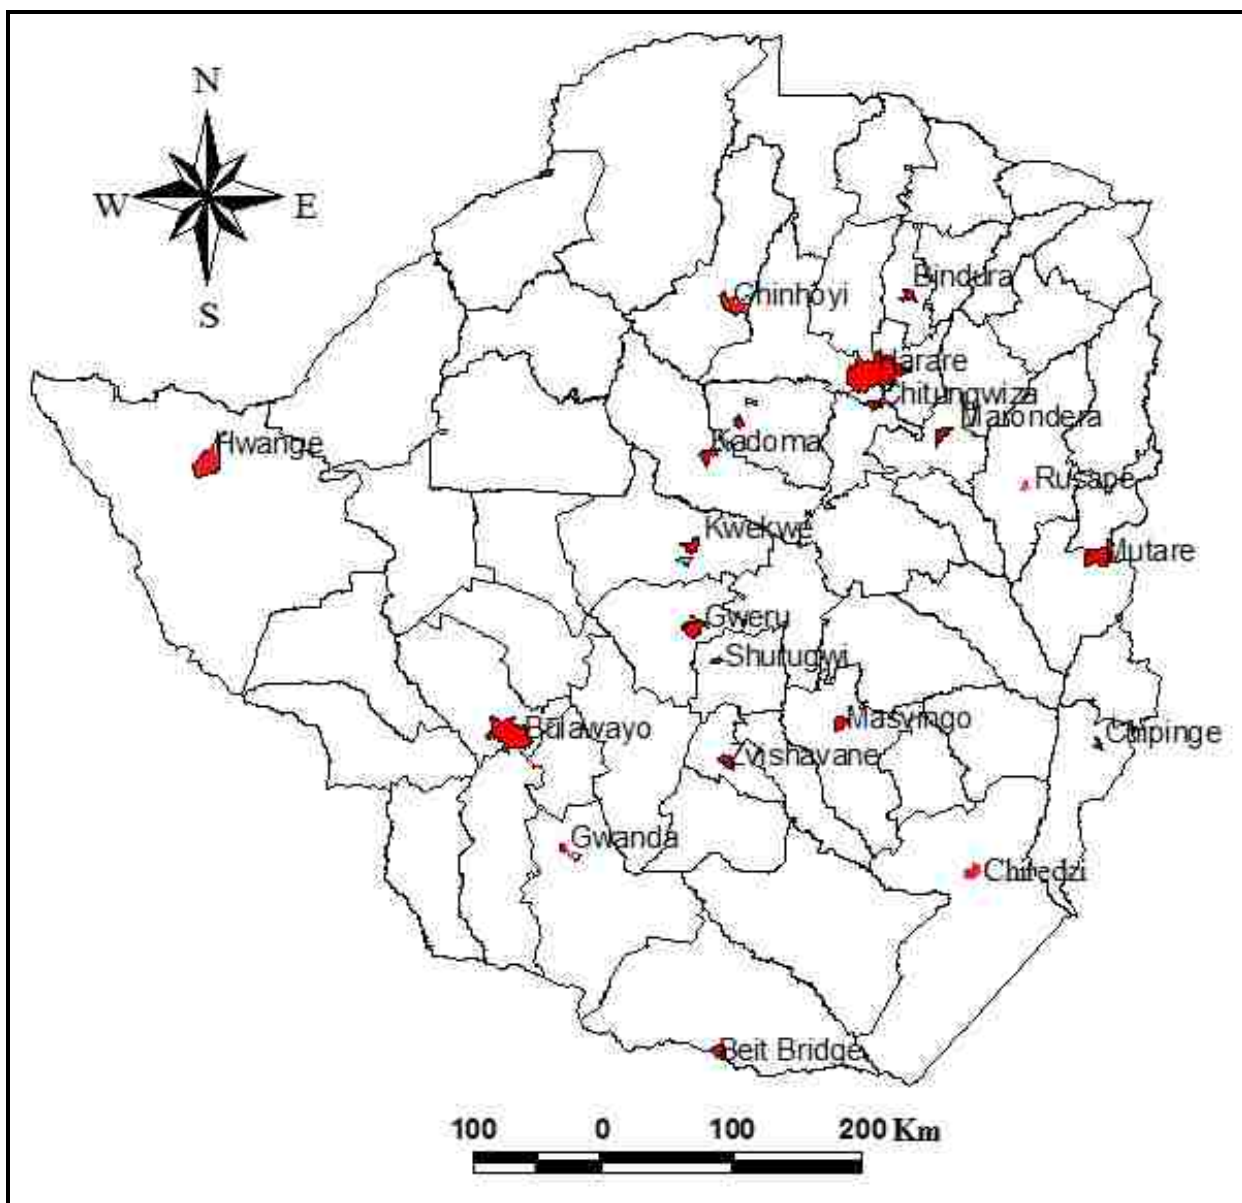 N
W E
S
Bindura
Chinhoyi
Harare
Chitungwiza
Marondera
Kadoma
Hwange
Rusape
Kwekwe
Mutare
Gweru
Shurugwi
Masvingo
Bulawayo
Chipinge
Zvishavane
Gwanda
Chiredzi
Beit Bridge
100 0 100 200 Km